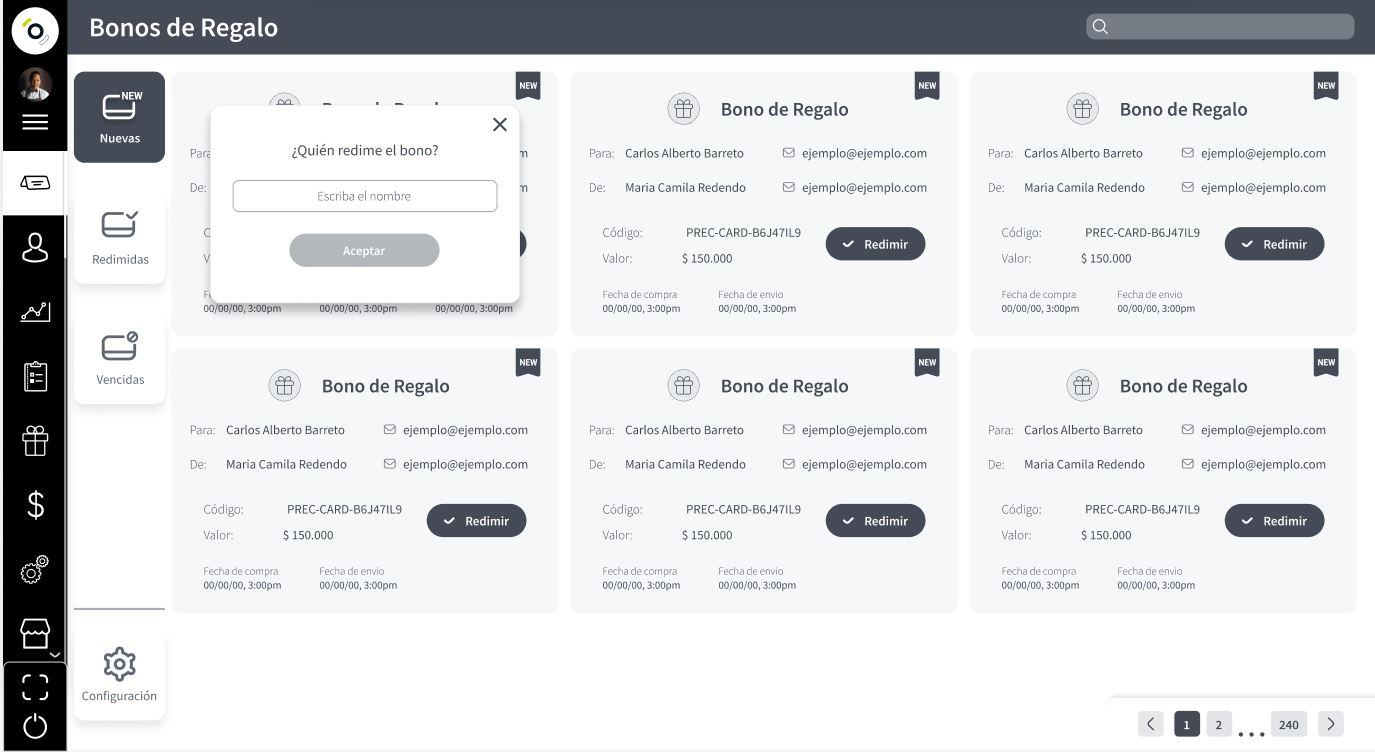 Bonos de Regalo
NEW
Nuevas
Redimidas
Vencidas
Configuración
NEW
¿Quién redime el bono?
Escriba el nombre
Aceptar
Para
De:
00/00/00, 3:00pm 00/00/00, 3:00pm 00/00/00, 3:00pm
NEW
Bono de Regalo
Para: Carlos Alberto Barreto ejemplo@ejemplo.com
De: Maria Camila Redendo ejemplo@ejemplo.com
Código: PREC-CARD-B6J47IL9
Valor: $ 150.000
Redimir
Fecha de compra Fecha de envio
00/00/00, 3:00pm 00/00/00, 3:00pm
NEW
Bono de Regalo
Para: Carlos Alberto Barreto ejemplo@ejemplo.com
De: Maria Camila Redendo ejemplo@ejemplo.com
Código: PREC-CARD-B6J47IL9
Valor: $ 150.000
Redimir
Fecha de compra Fecha de envio
00/00/00, 3:00pm 00/00/00, 3:00pm
NEW
Bono de Regalo
Para: Carlos Alberto Barreto ejemplo@ejemplo.com
De: Maria Camila Redendo ejemplo@ejemplo.com
Código: PREC-CARD-B6J47IL9
Valor: $ 150.000
Redimir
Fecha de compra Fecha de envio
00/00/00, 3:00pm 00/00/00, 3:00pm
NEW
Bono de Regalo
Para: Carlos Alberto Barreto ejemplo@ejemplo.com
De: Maria Camila Redendo ejemplo@ejemplo.com
Código: PREC-CARD-B6J47IL9
Valor: $ 150.000
Redimir
Fecha de compra Fecha de envio
00/00/00, 3:00pm 00/00/00, 3:00pm
NEW
Bono de Regalo
Para: Carlos Alberto Barreto ejemplo@ejemplo.com
De: Maria Camila Redendo ejemplo@ejemplo.com
Código: PREC-CARD-B6J47IL9
Valor: $ 150.000
Redimir
Fecha de compra Fecha de envio
00/00/00, 3:00pm 00/00/00, 3:00pm
1 2 ... 240